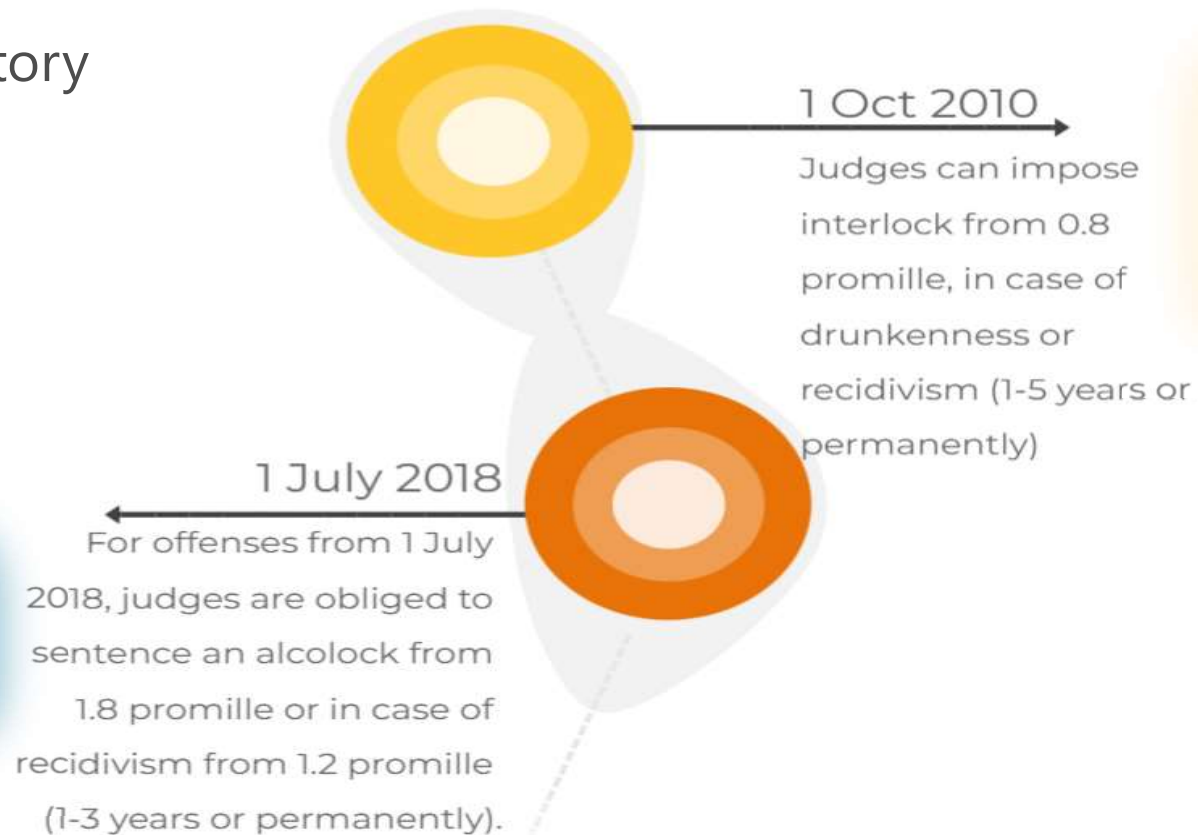 tory
1 Oct 2010
Judges can impose
interlock from 0.8
promille, in case of
drunkenness or
recidivism (1-5 years or
permanently)
1 July 2018
For offenses from 1 July
2018, judges are obliged to
sentence an alcolock from
1.8 promille or in case of
recidivism from 1.2 promille
(1-3 years or permanently).